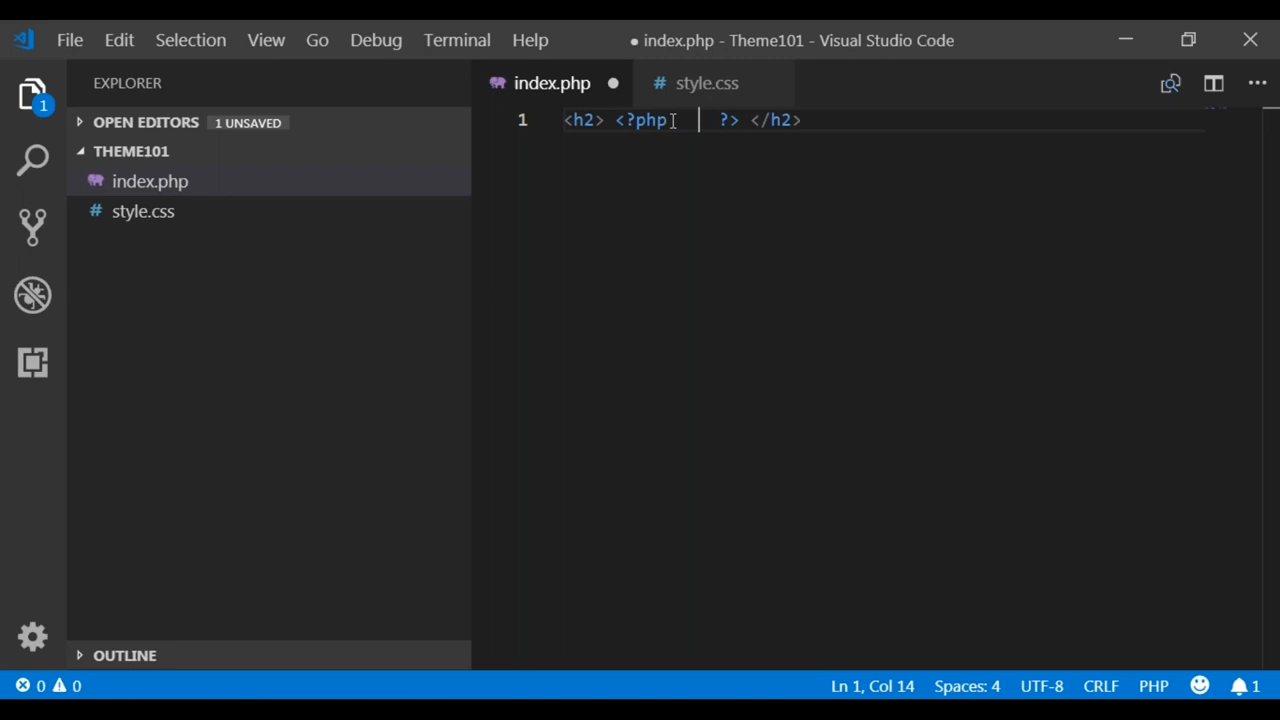 File Edit Selection View Go Debug Terminal Help ● index.php - Theme101 - Visual Studio Code
EXPLORER
1
OPEN EDITORS 1 UNSAVED
THEME101
index.php
# style.css
index.php ●
# style.css
1 <h2> <?php ?> </h2>
OUTLINE
0 0
Ln 1, Col 14 Spaces: 4 UTF-8 CRLF PHP 1